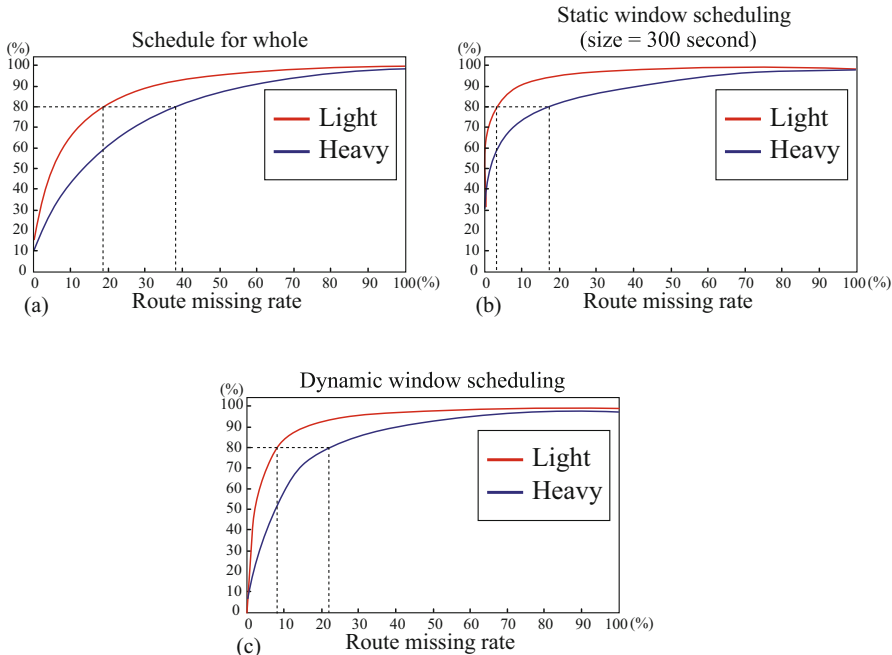 Schedule for whole
(%)
100
90
80
70
60
50
40
30
20
10
0
Light
Heavy
0 10 20 30 40 50 60 70 80 90 100 (%)
Route missing rate
(a)
Static window scheduling
(size = 300 second)
(%)
100
90
80
70
60
50
40
30
20
10
0
Light
Heavy
0 10 20 30 40 50 60 70 80 90 100 (%)
Route missing rate
(b)
Dynamic window scheduling
(%)
100
90
80
70
60
50
40
30
20
10
0
Light
Heavy
0 10 20 30 40 50 60 70 80 90 100 (%)
Route missing rate
(c)